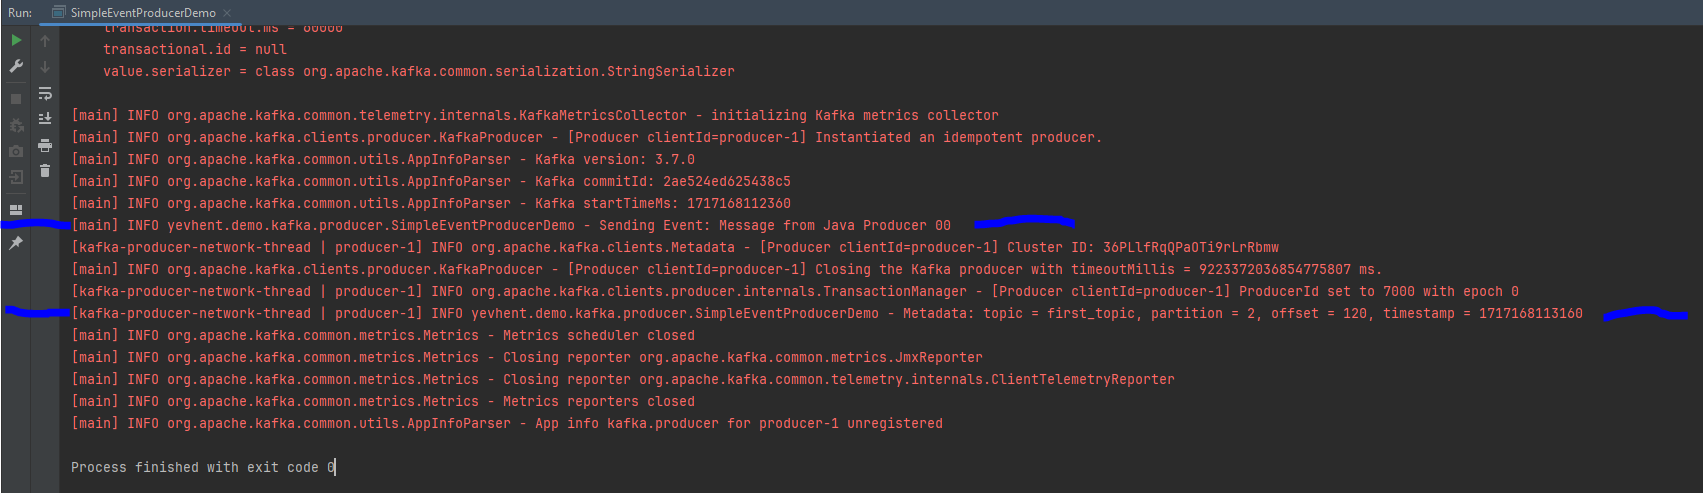 Run: SimpleEventProducerDemo
transaction.timeout.ms = 60000
transactional.id = null
value.serializer = class org.apache.kafka.common.serialization.StringSerializer
[main] INFO org.apache.kafka.common.telemetry.internals.KafkaMetricsCollector - initializing Kafka metrics collector
[main] INFO org.apache.kafka.clients.producer.KafkaProducer - [Producer clientId=producer-1] Instantiated an idempotent producer.
[main] INFO org.apache.kafka.common.utils.AppInfoParser - Kafka version: 3.7.0
[main] INFO org.apache.kafka.common.utils.AppInfoParser - Kafka commitId: 2ae524ed625438c5
[main] INFO org.apache.kafka.common.utils.AppInfoParser - Kafka startTimeMs: 1717168112360
[main] INFO yevhent.demo.kafka.producer.SimpleEventProducerDemo - Sending Event: Message from Java Producer 00
[kafka-producer-network-thread | producer-1] INFO org.apache.kafka.clients.Metadata - [Producer clientId=producer-1] Cluster ID: 36PLlfRqQPaOTi9rLrRbmw
[main] INFO org.apache.kafka.clients.producer.KafkaProducer - [Producer clientId=producer-1] Closing the Kafka producer with timeoutMillis = 9223372036854775807 ms.
[kafka-producer-network-thread | producer-1] INFO org.apache.kafka.clients.producer.internals.TransactionManager - [Producer clientId=producer-1] ProducerId set to 7000 with epoch 0
[kafka-producer-network-thread | producer-1] INFO yevhent.demo.kafka.producer.SimpleEventProducerDemo - Metadata: topic = first_topic, partition = 2, offset = 120, timestamp = 1717168113160
[main] INFO org.apache.kafka.common.metrics.Metrics - Metrics scheduler closed
[main] INFO org.apache.kafka.common.metrics.Metrics - Closing reporter org.apache.kafka.common.metrics.JmxReporter
[main] INFO org.apache.kafka.common.metrics.Metrics - Closing reporter org.apache.kafka.common.telemetry.internals.ClientTelemetryReporter
[main] INFO org.apache.kafka.common.metrics.Metrics - Metrics reporters closed
[main] INFO org.apache.kafka.common.utils.AppInfoParser - App info kafka.producer for producer-1 unregistered
Process finished with exit code 0